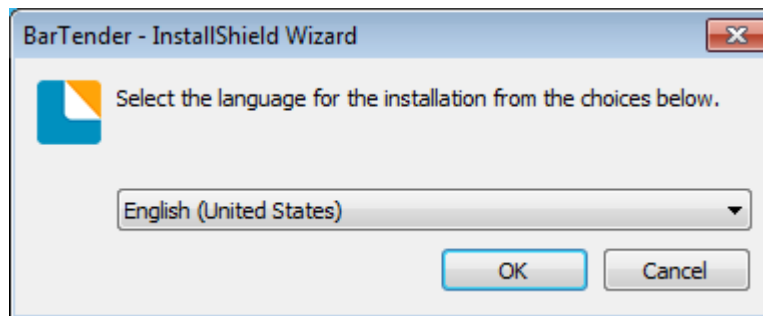 BarTender - InstallShield Wizard
Select the language for the installation from the choices below.
English (United States)
OK
Cancel